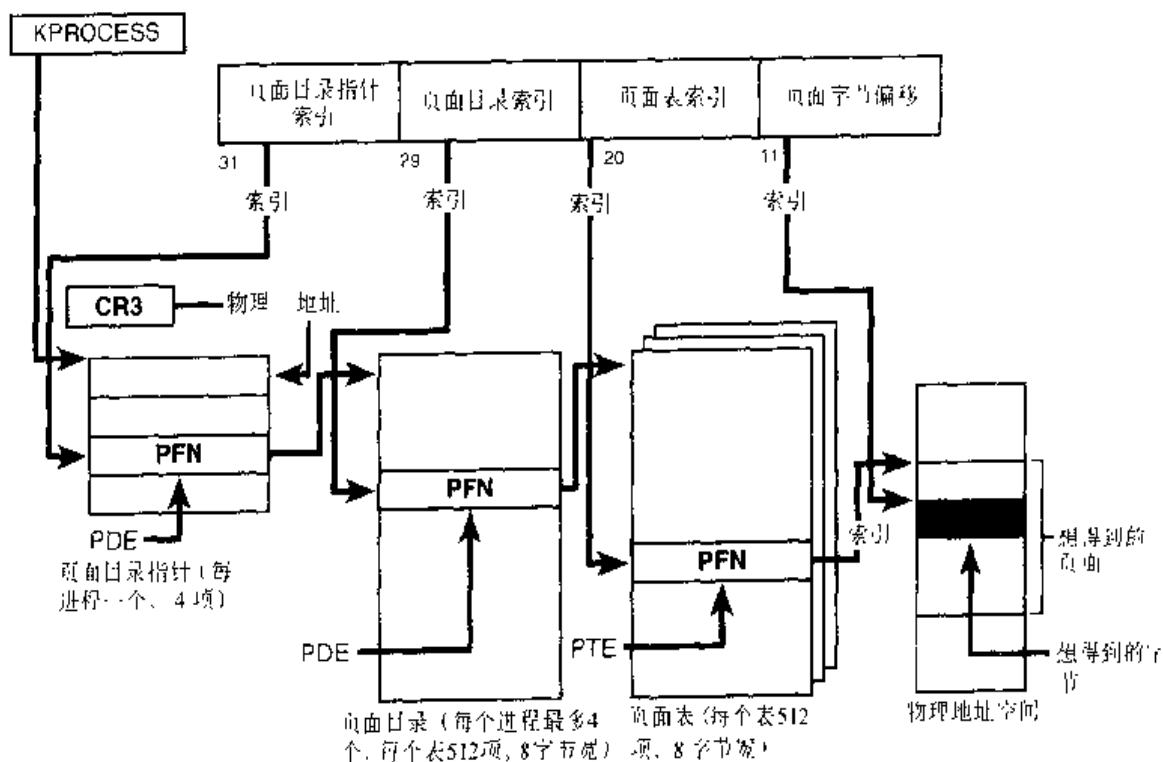 KPROCESS
页面目录指针
索引
页面目录索引
页面表索引
页面字节偏移
31
29
20
11
索引
索引
索引
索引
CR3
物理 地址
PFN
PFN
PFN
索引
PDE
页面目录指针(每
进程一个、4项)
PDE
PTE
想得到的
页面
想得到的字
节
页面目录(每个进程最多4
个,每个表512项,8字节宽)
页面表(每个表512
项、8字节宽)
物理地址空间